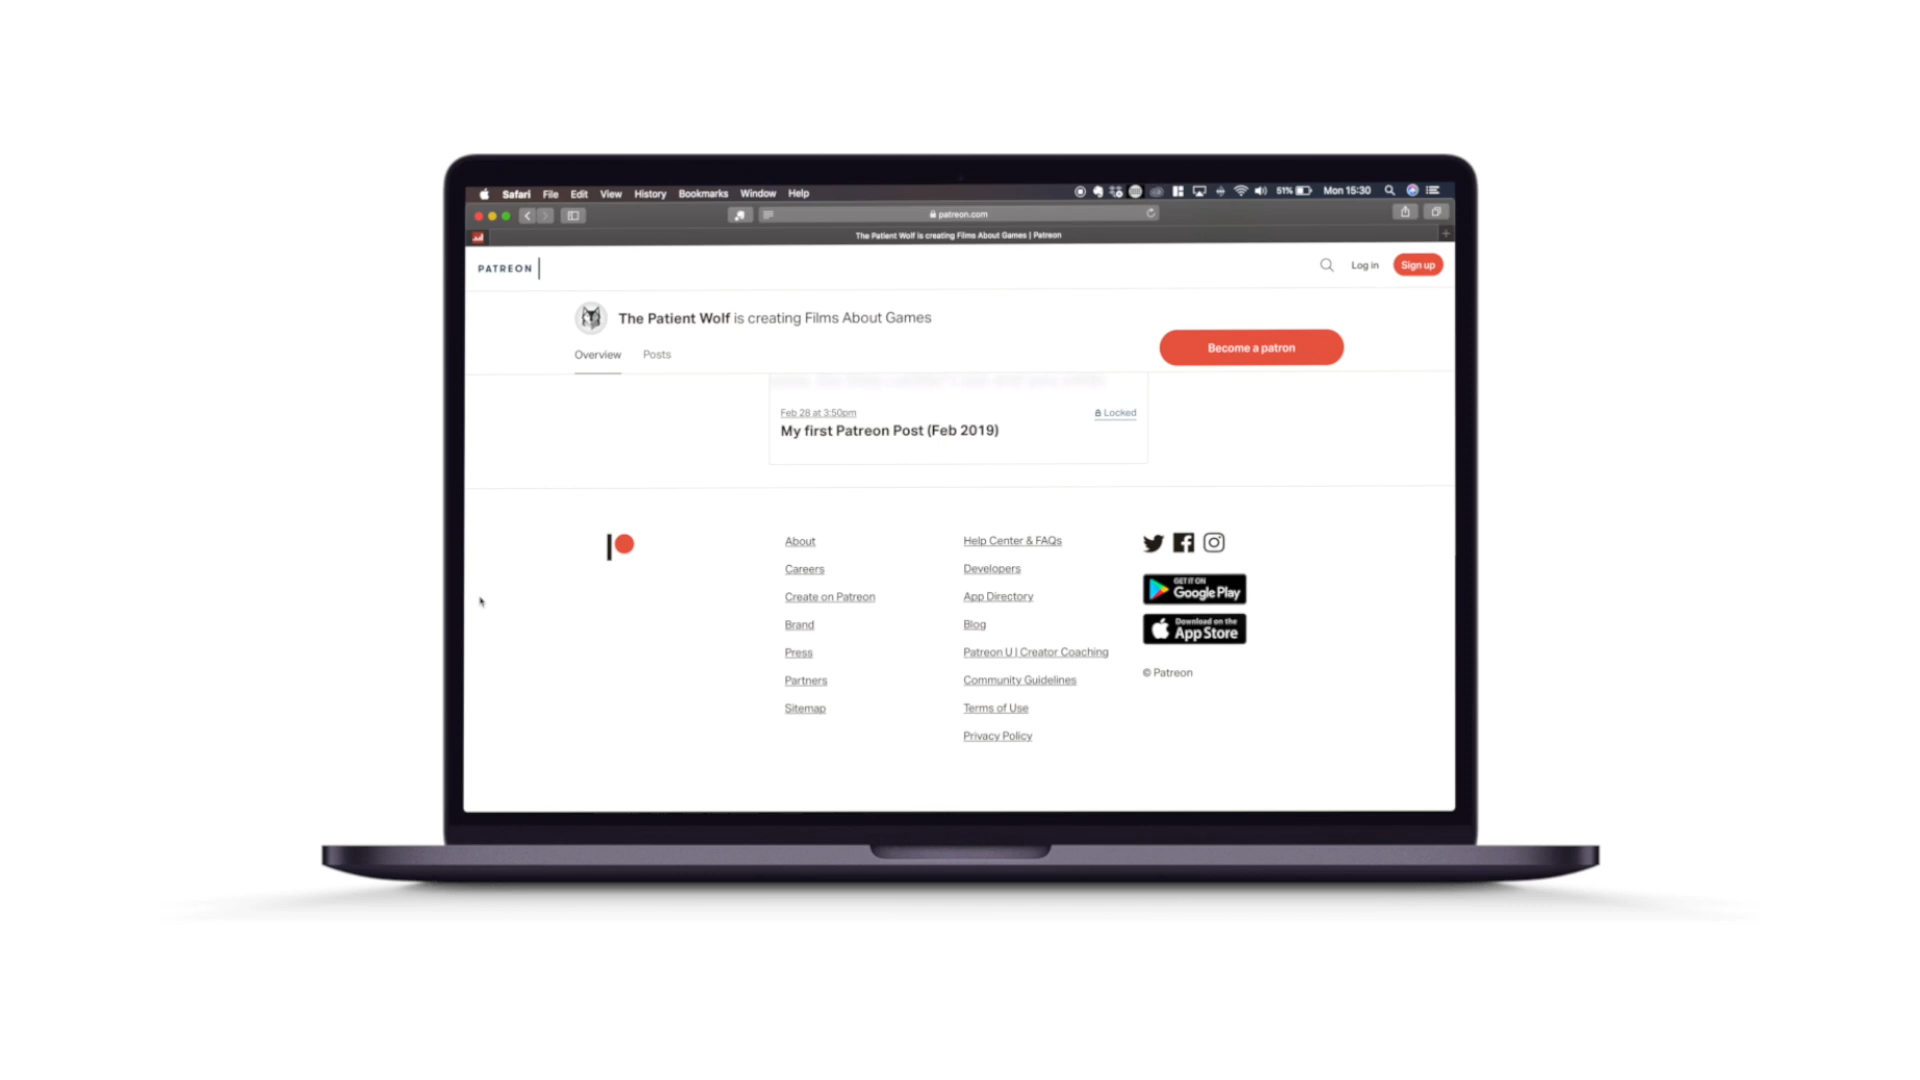 Safari File Edit View History Bookmarks Window Help 51% Mon 15:30
patreon.com
The Patient Wolf is creating Films About Games | Patreon
PATREON Log in Sign up
The Patient Wolf is creating Films About Games
Become a patron
Overview Posts
Feb 28 at 3:50pm Locked
My first Patreon Post (Feb 2019)
About
Careers
Create on Patreon
Brand
Press
Partners
Sitemap
Help Center & FAQs
Developers
App Directory
Blog
Patreon U | Creator Coaching
Community Guidelines
Terms of Use
Privacy Policy
GET IT ON
Google Play
Download on the
App Store
© Patreon